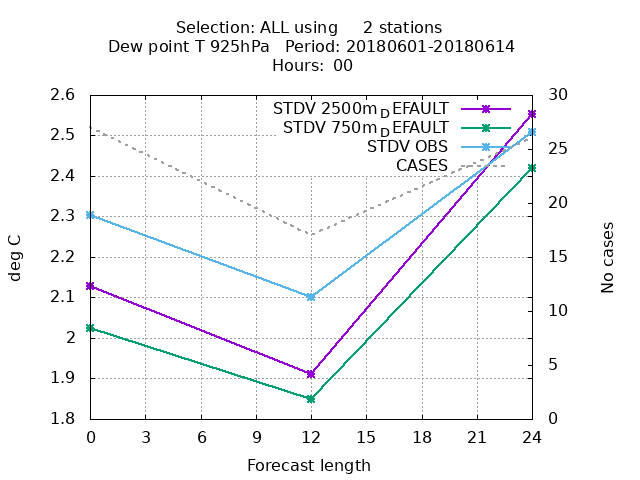 Selection: ALL using 2 stations
Dew point T 925hPa Period: 20180601-20180614
Hours: 00
STDV 2500m_DEFAULT
STDV 750m_DEFAULT
STDV OBS
CASES
deg C
2.6
2.5
2.4
2.3
2.2
2.1
2
1.9
1.8
30
25
20
15
10
5
0
No cases
0 3 6 9 12 15 18 21 24
Forecast length